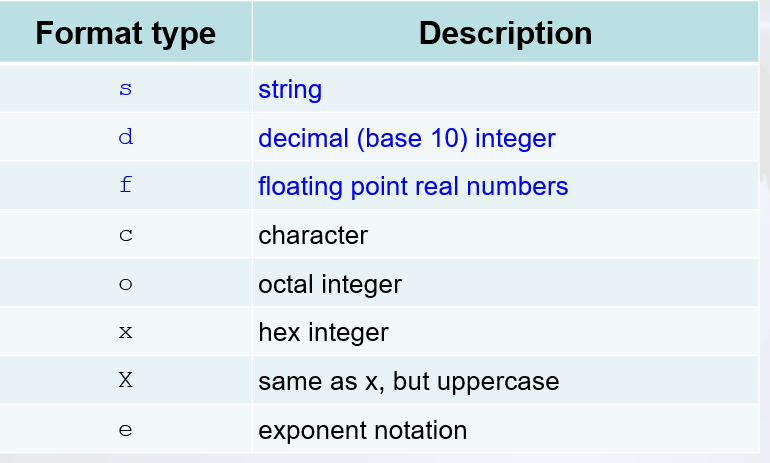 Format type Description
s string
d decimal (base 10) integer
f floating point real numbers
c character
o octal integer
x hex integer
X same as x, but uppercase
e exponent notation